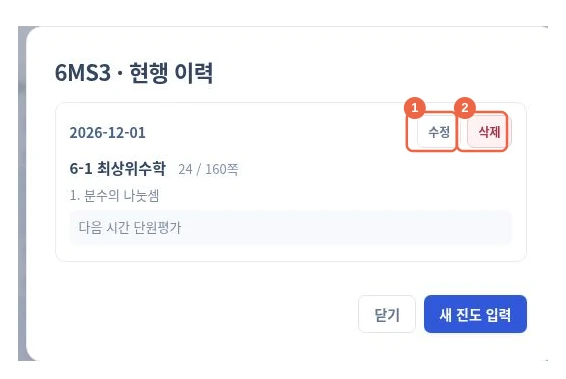 6MS3 · 현행 이력
1 2
2026-12-01 수정 삭제
6-1 최상위수학 24 / 160쪽
1. 분수의 나눗셈
다음 시간 단원평가
닫기 새 진도 입력